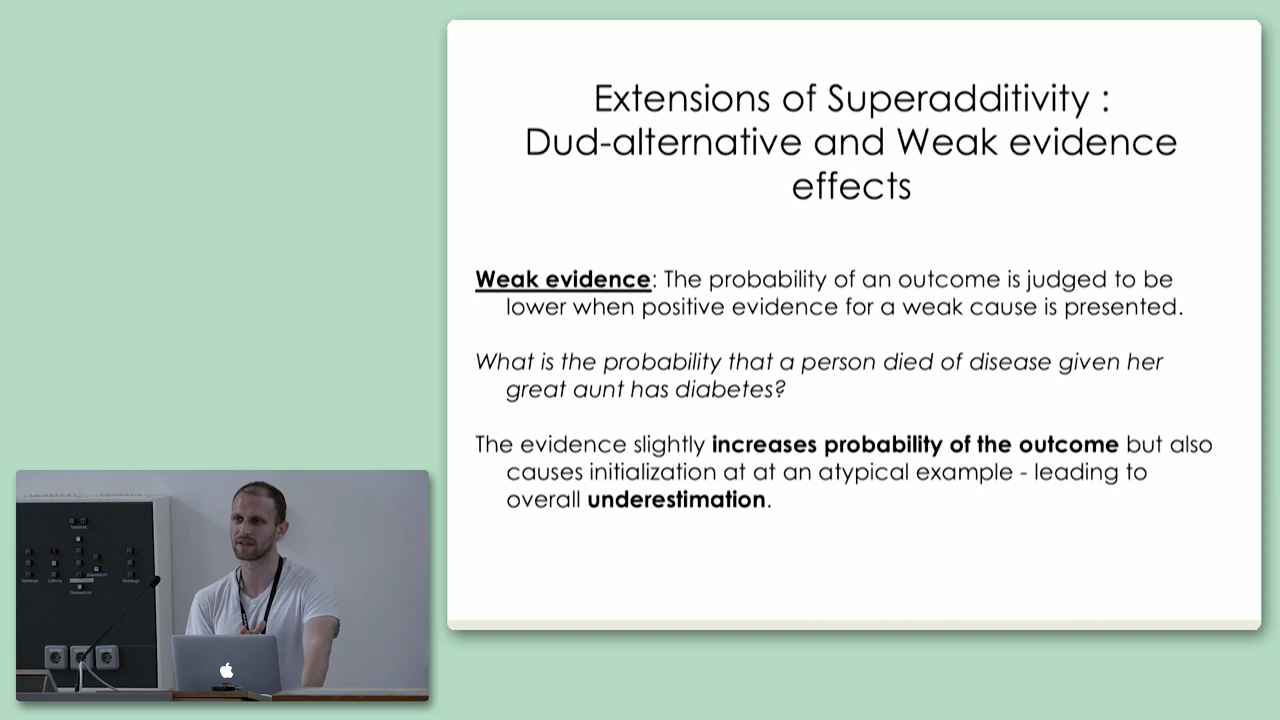 Extensions of Superadditivity :
Dud-alternative and Weak evidence
effects
Weak evidence: The probability of an outcome is judged to be
lower when positive evidence for a weak cause is presented.
What is the probability that a person died of disease given her
great aunt has diabetes?
The evidence slightly increases probability of the outcome but also
causes initialization at at an atypical example - leading to
overall underestimation.